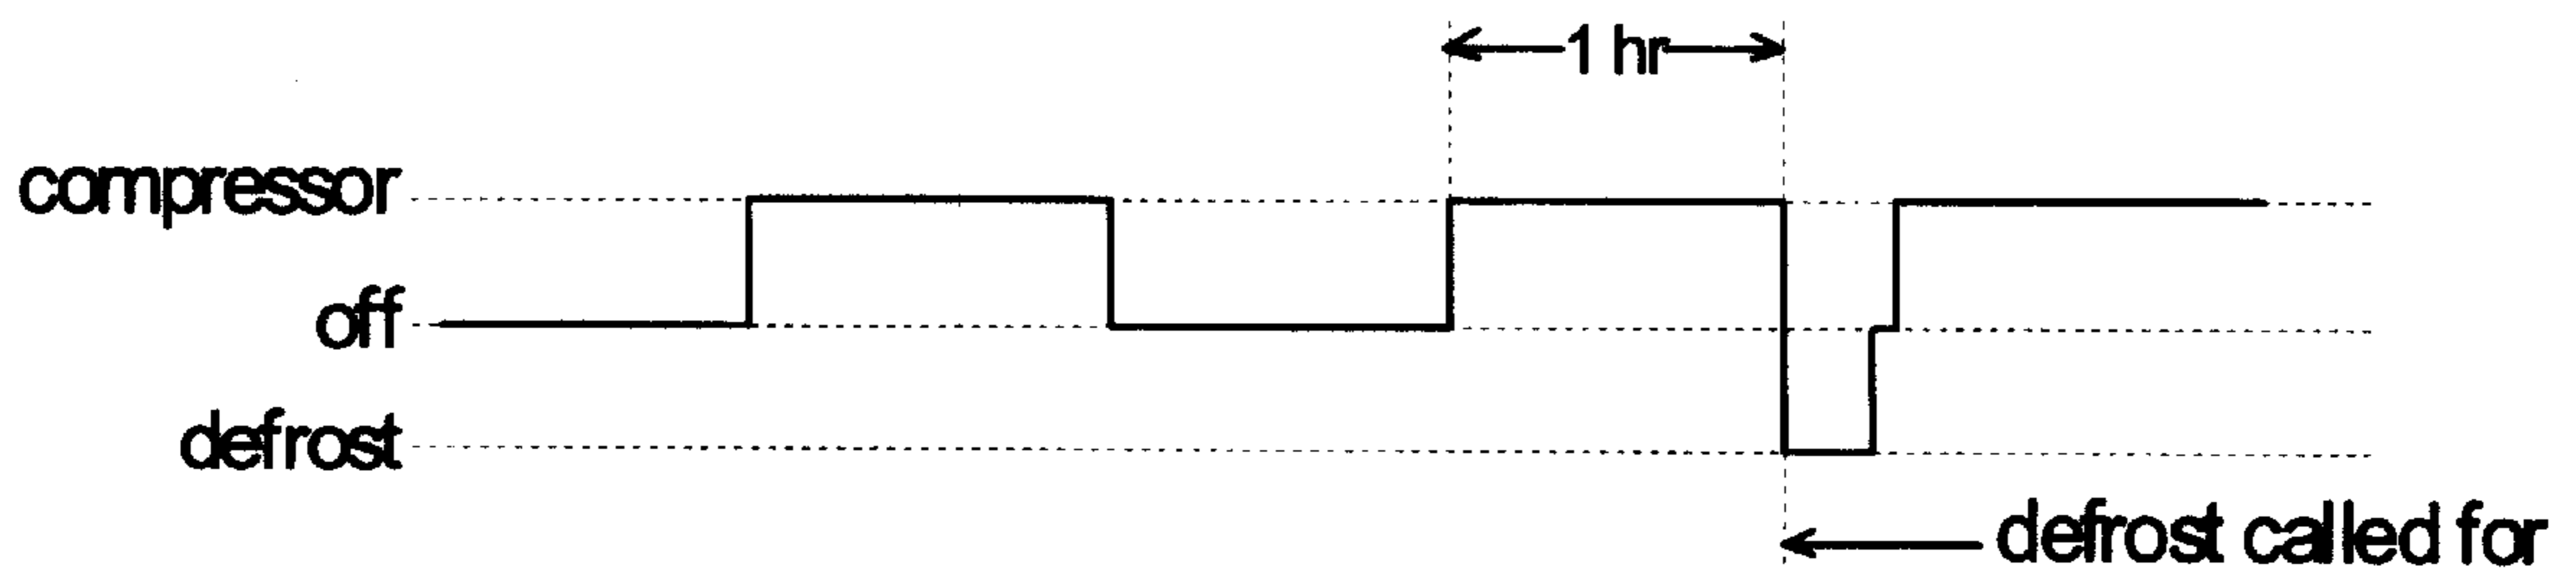 1 hr
compressor
off
defrost
defrost called for